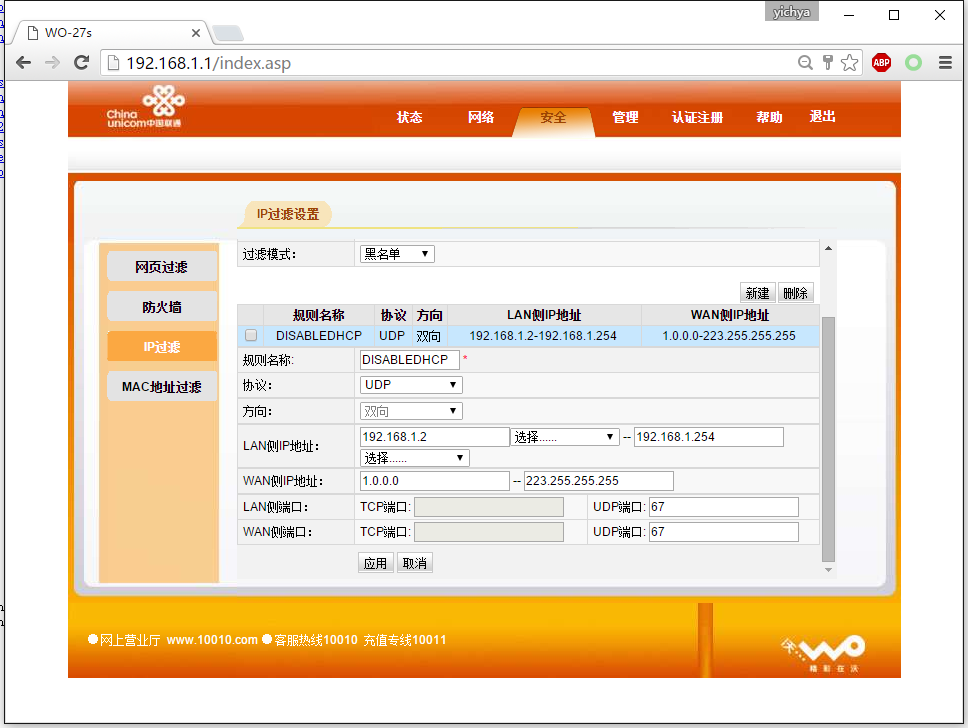 yichya
WO-27s
192.168.1.1/index.asp
ABP
China
unicom中国联通
状态 网络 安全 管理 认证注册 帮助 退出
IP过滤设置
网页过滤
防火墙
IP过滤
MAC地址过滤
过滤模式： 黑名单
新建 删除
规则名称 协议 方向 LAN侧IP地址 WAN侧IP地址
DISABLEDHCP UDP 双向 192.168.1.2-192.168.1.254 1.0.0.0-223.255.255.255
规则名称: DISABLEDHCP *
协议： UDP
方向： 双向
LAN侧IP地址： 192.168.1.2 选择...... -- 192.168.1.254
选择......
WAN侧IP地址： 1.0.0.0 -- 223.255.255.255
LAN侧端口： TCP端口: UDP端口: 67
WAN侧端口： TCP端口: UDP端口: 67
应用 取消
●网上营业厅 www.10010.com ●客服热线10010 充值专线10011
沃...WO
精彩在沃